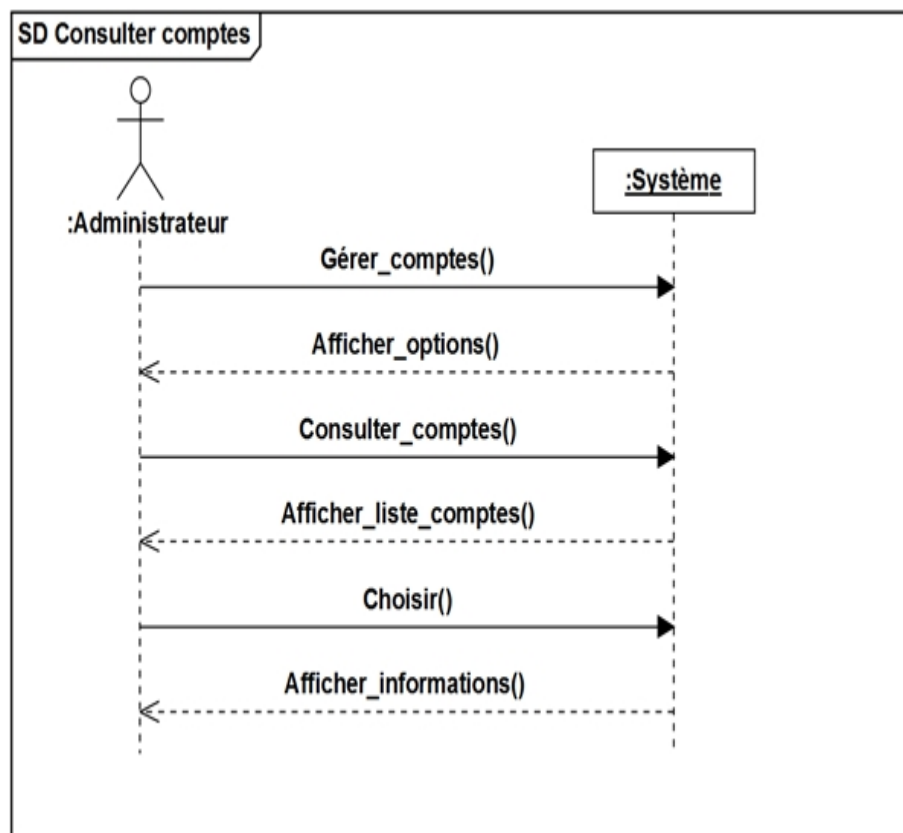 SD Consulter comptes
:Système
:Administrateur
Gérer_comptes()
Afficher_options()
Consulter_comptes()
Afficher_liste_comptes()
Choisir()
Afficher_informations()